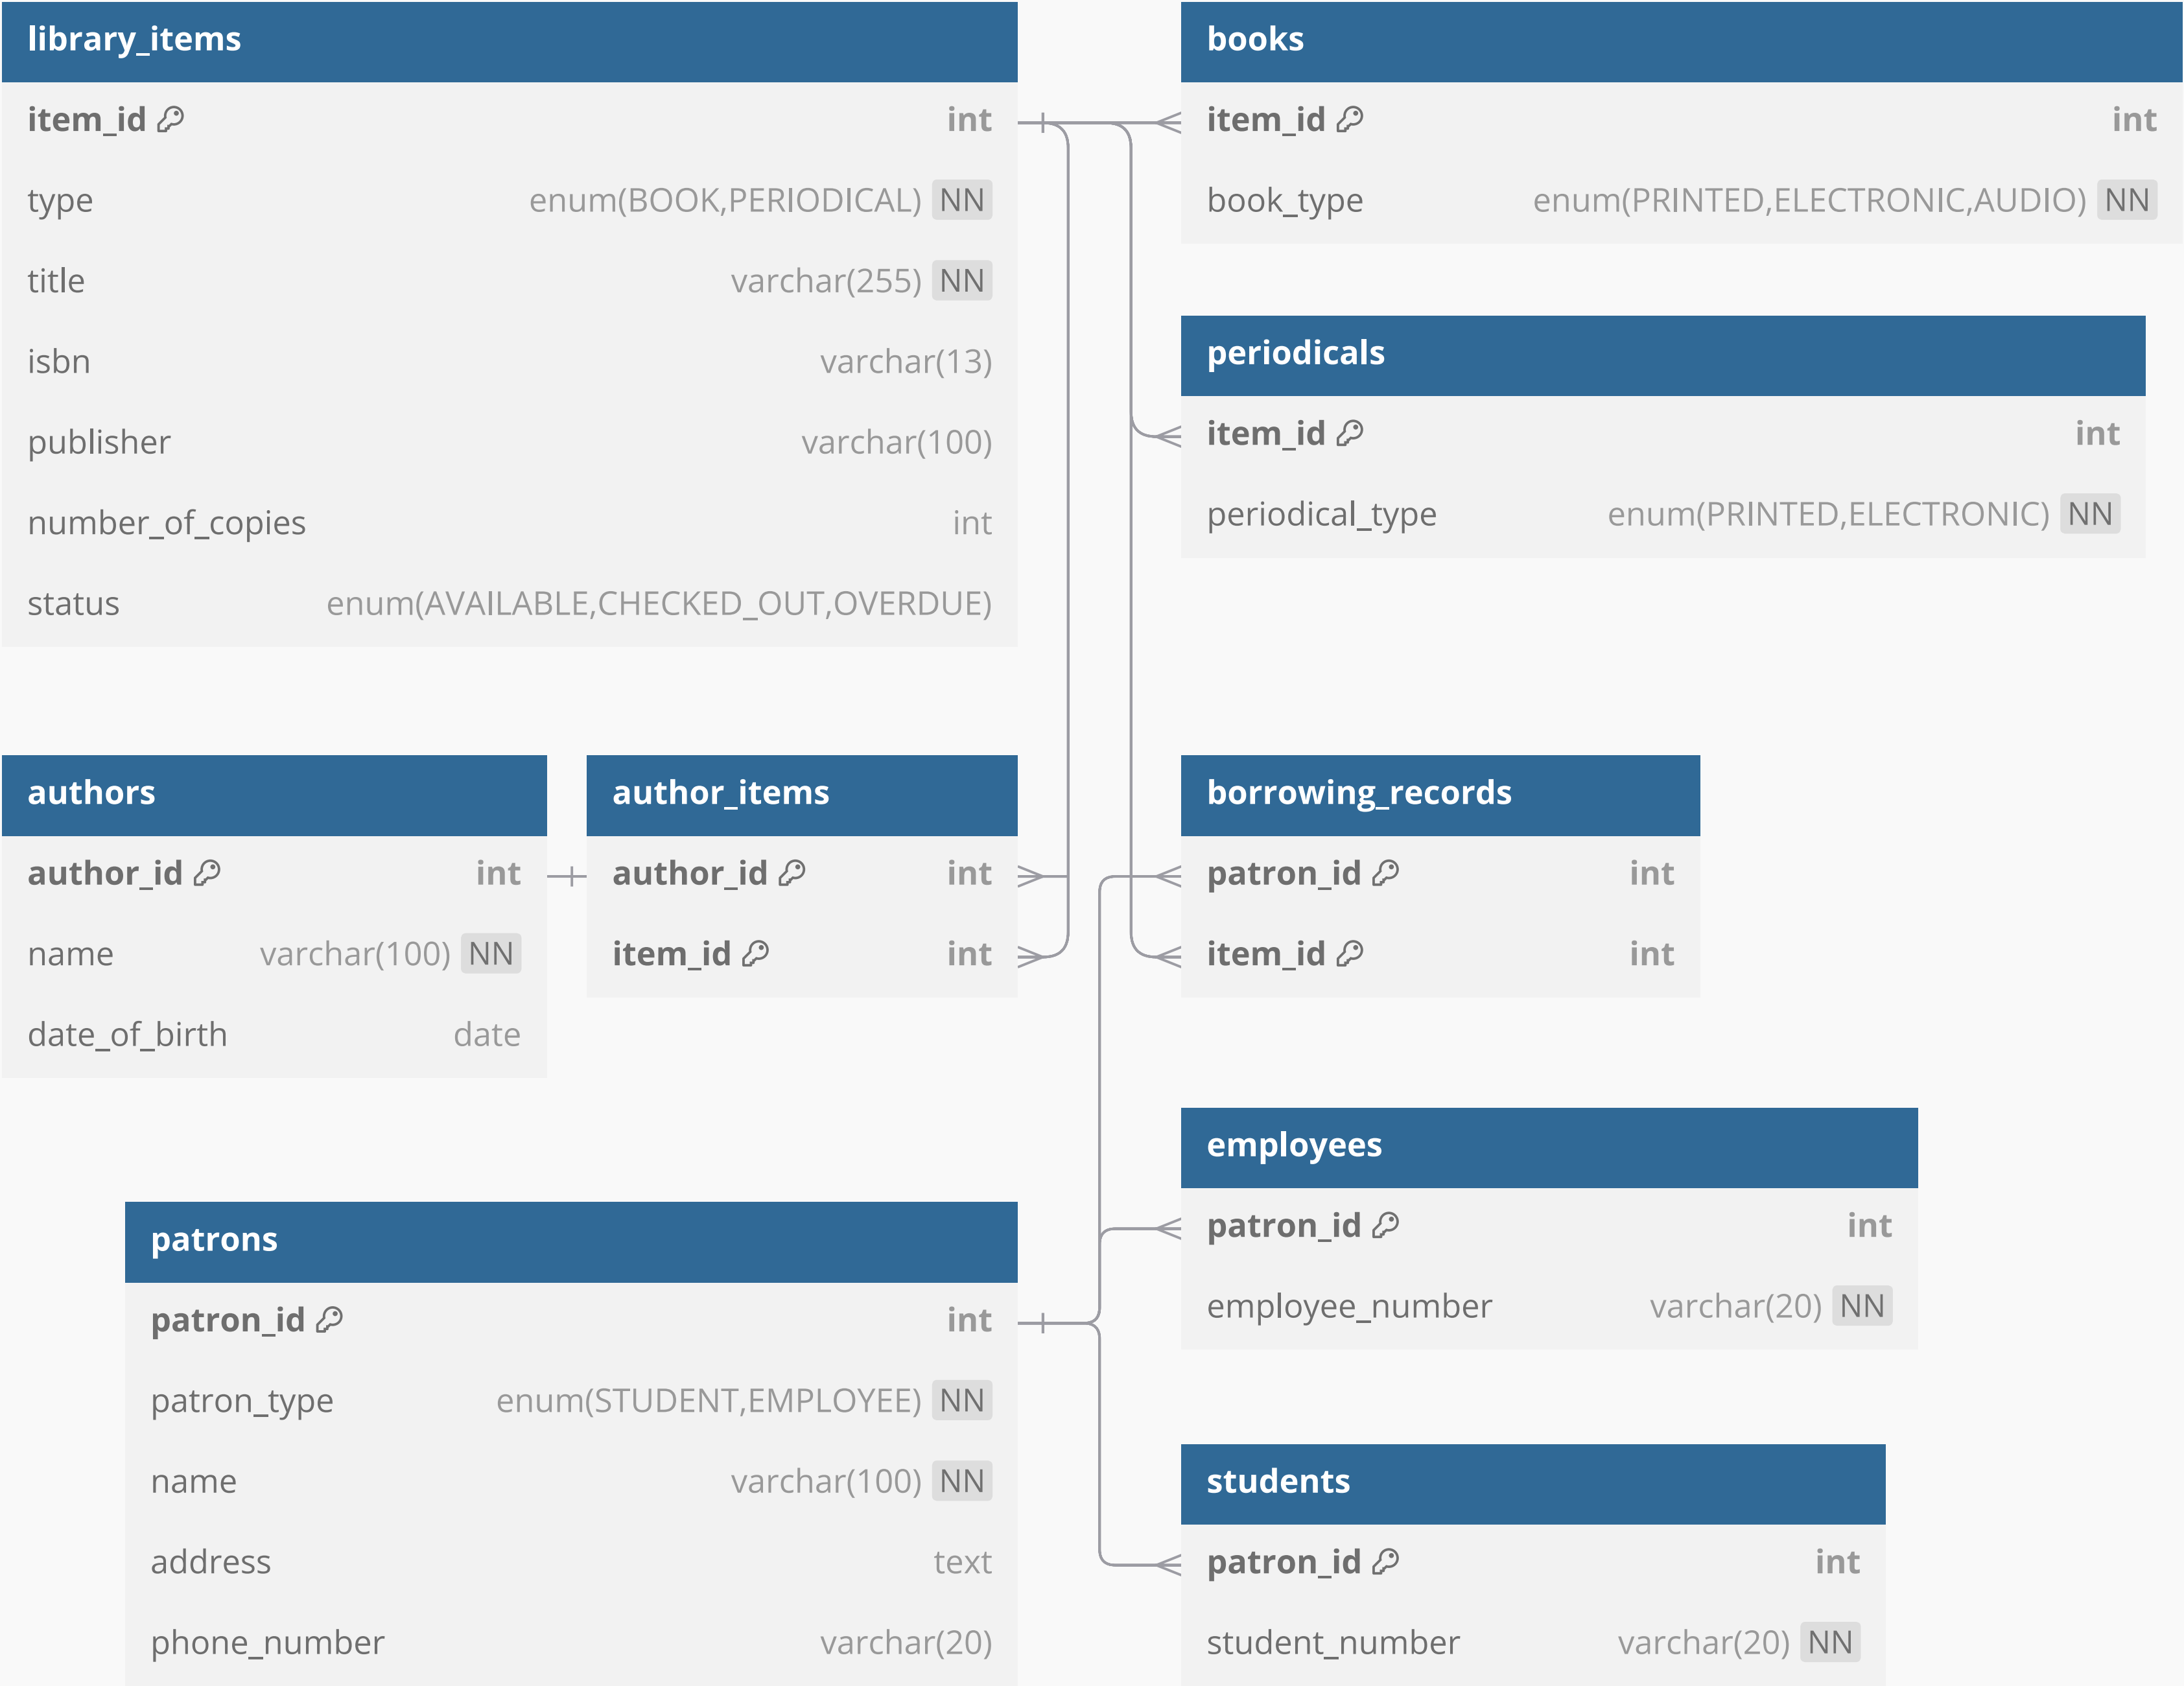 library_items
item_id int
type enum(BOOK,PERIODICAL) NN
title varchar(255) NN
isbn varchar(13)
publisher varchar(100)
number_of_copies int
status enum(AVAILABLE,CHECKED_OUT,OVERDUE)
books
item_id int
book_type enum(PRINTED,ELECTRONIC,AUDIO) NN
periodicals
item_id int
periodical_type enum(PRINTED,ELECTRONIC) NN
authors
author_id int
name varchar(100) NN
date_of_birth date
author_items
author_id int
item_id int
borrowing_records
patron_id int
item_id int
patrons
patron_id int
patron_type enum(STUDENT,EMPLOYEE) NN
name varchar(100) NN
address text
phone_number varchar(20)
employees
patron_id int
employee_number varchar(20) NN
students
patron_id int
student_number varchar(20) NN